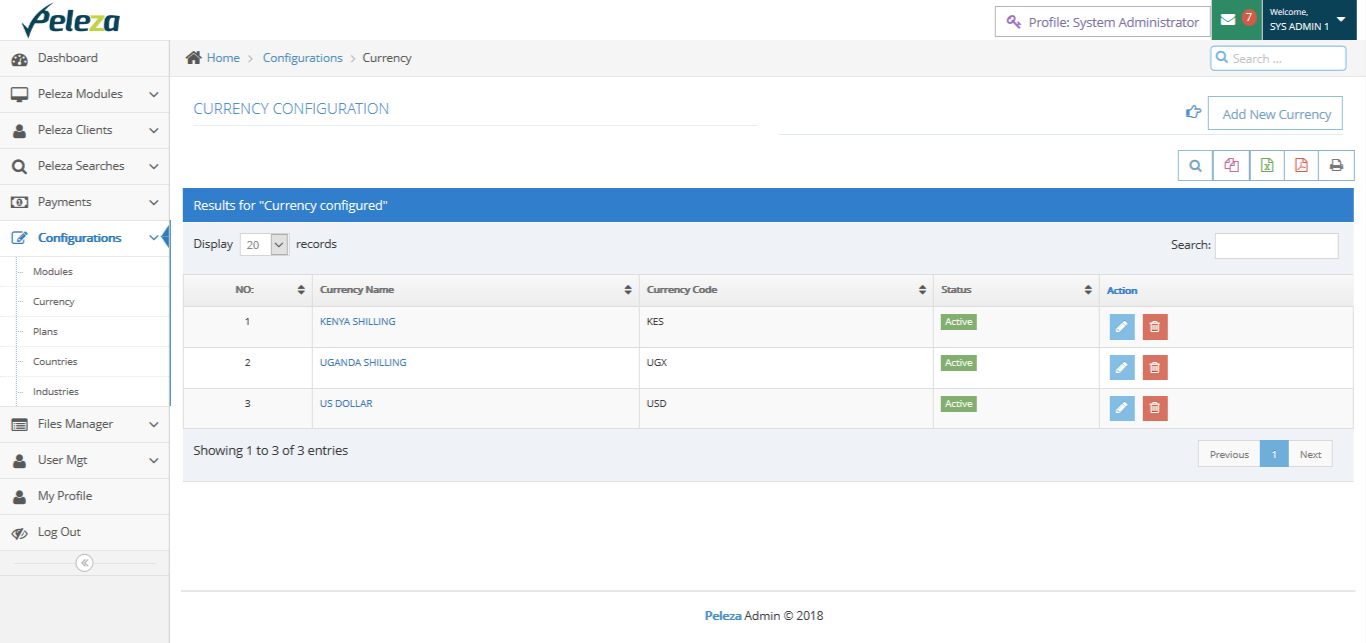 Peleza
Profile: System Administrator
7
Welcome,
SYS ADMIN 1
Dashboard
Peleza Modules
Peleza Clients
Peleza Searches
Payments
Configurations
Modules
Currency
Plans
Countries
Industries
Files Manager
User Mgt
My Profile
Log Out
Home > Configurations > Currency
Search ...
CURRENCY CONFIGURATION
Add New Currency
Results for "Currency configured"
Display 20 records
Search:
NO: Currency Name Currency Code Status Action
1 KENYA SHILLING KES Active
2 UGANDA SHILLING UGX Active
3 US DOLLAR USD Active
Showing 1 to 3 of 3 entries
Previous 1 Next
Peleza Admin © 2018